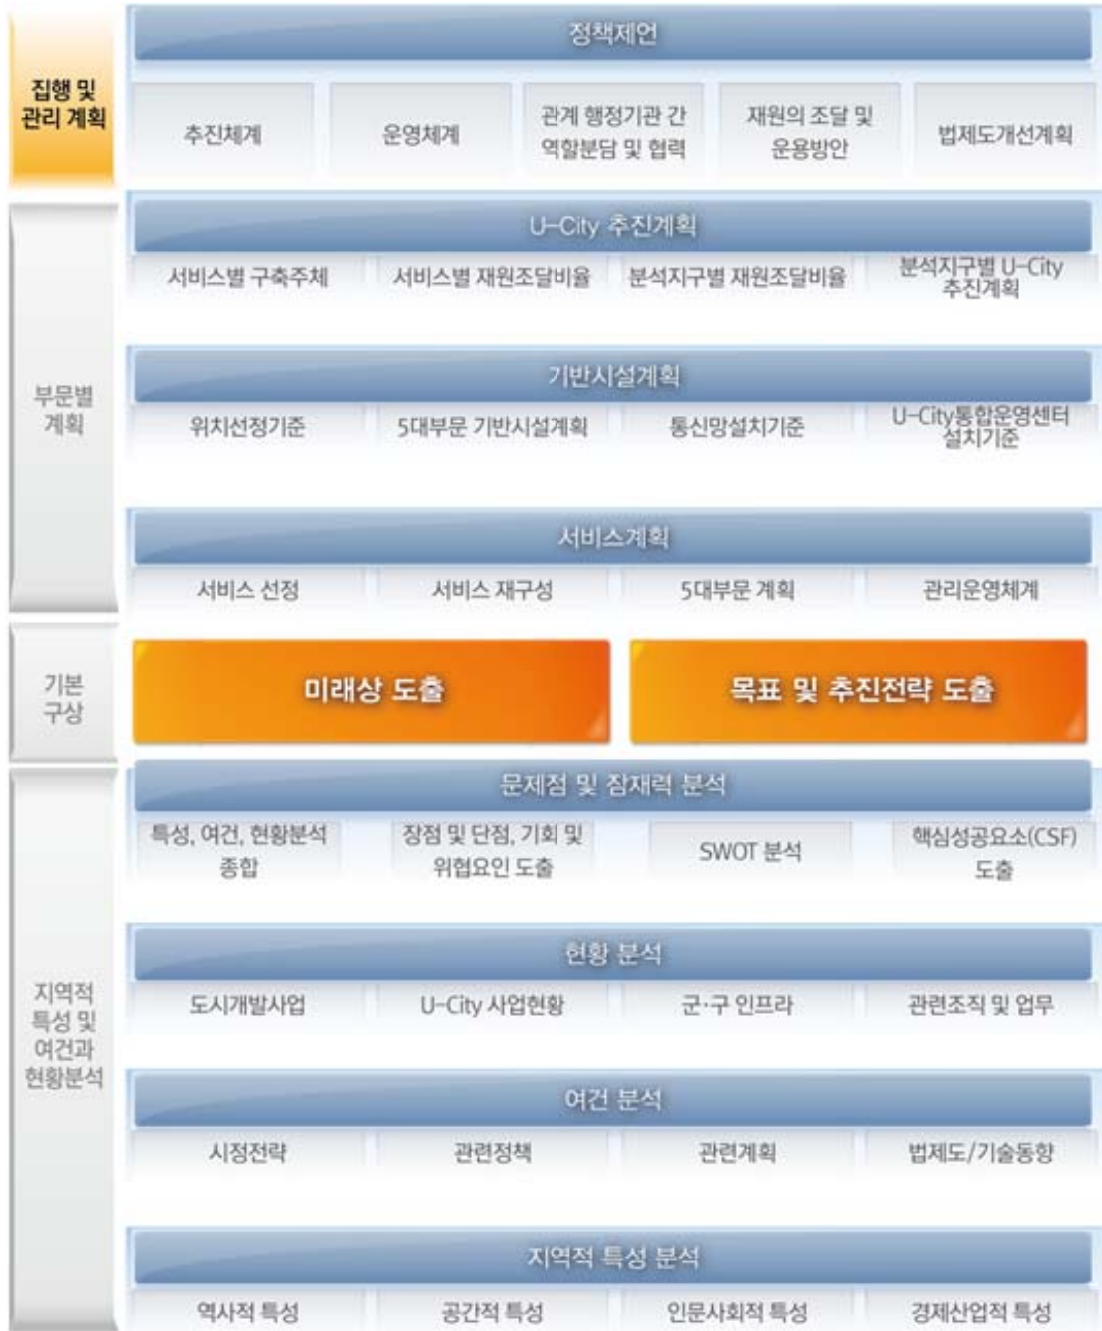 정책제언
집행 및
관리 계획
추진체계
운영체계
관계 행정기관 간
역할분담 및 협력
재원의 조달 및
운용방안
법제도개선계획
부문별
계획
U-City 추진계획
서비스별 구축주체
서비스별 재원조달비율
분석지구별 재원조달비율
분석지구별 U-City
추진계획
기반시설계획
위치선정기준
5대부문 기반시설계획
통신망설치기준
U-City통합운영센터
설치기준
서비스계획
서비스 선정
서비스 재구성
5대부문 계획
관리운영체계
기본
구상
미래상 도출
목표 및 추진전략 도출
지역적
특성 및
여건과
현황분석
문제점 및 잠재력 분석
특성, 여건, 현황분석
종합
장점 및 단점, 기회 및
위협요인 도출
SWOT 분석
핵심성공요소(CSF)
도출
현황 분석
도시개발사업
U-City 사업현황
군·구 인프라
관련조직 및 업무
여건 분석
시정전략
관련정책
관련계획
법제도/기술동향
지역적 특성 분석
역사적 특성
공간적 특성
인문사회적 특성
경제산업적 특성